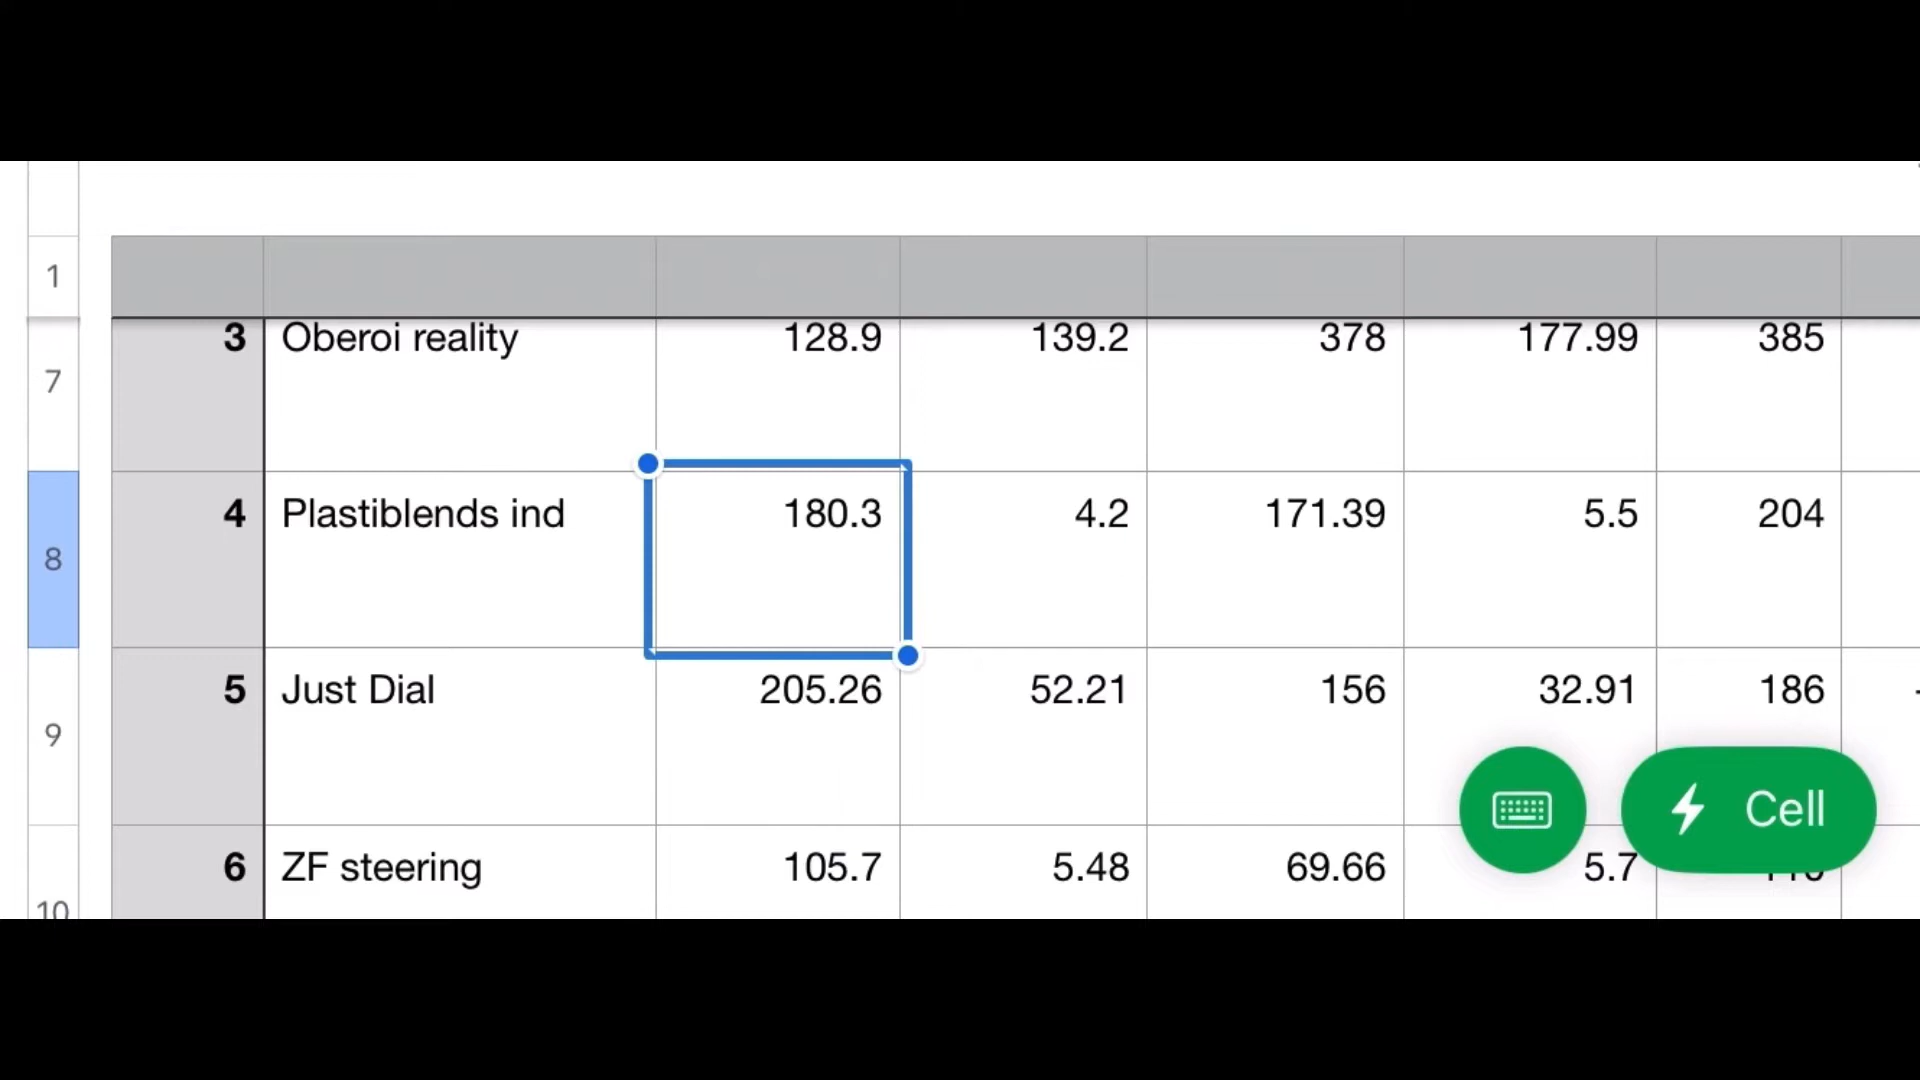 1
7 3 Oberoi reality 128.9 139.2 378 177.99 385
8 4 Plastiblends ind 180.3 4.2 171.39 5.5 204
9 5 Just Dial 205.26 52.21 156 32.91 186
Cell
10 6 ZF steering 105.7 5.48 69.66 5.7